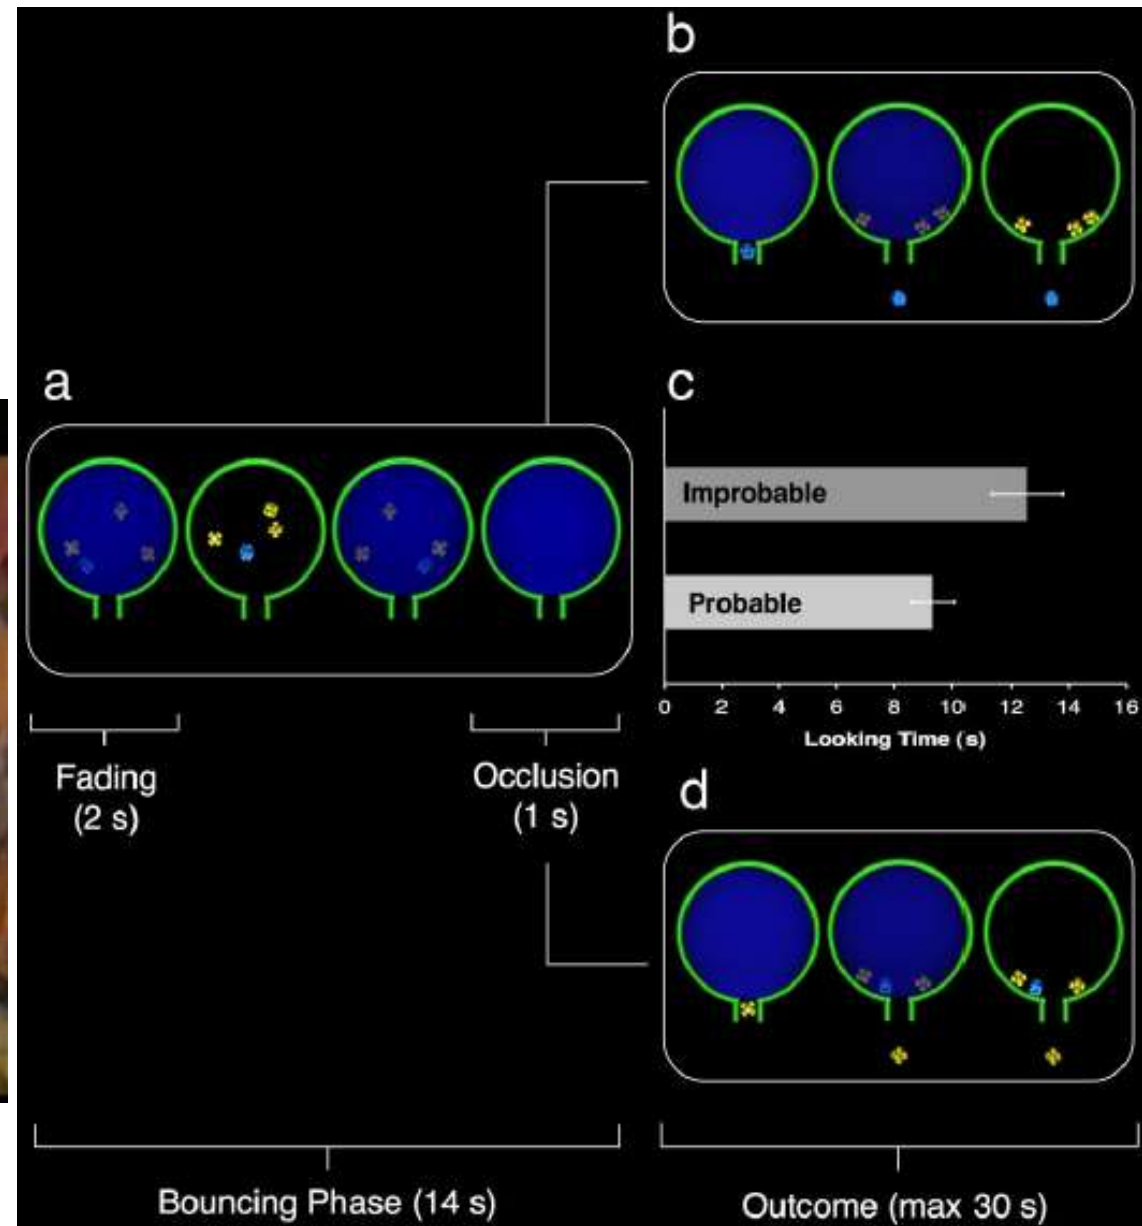 b
a
c
Improbable
Probable
0 2 4 6 8 10 12 14 16
Looking Time (s)
Fading
(2 s)
Occlusion
(1 s)
d
Bouncing Phase (14 s)
Outcome (max 30 s)